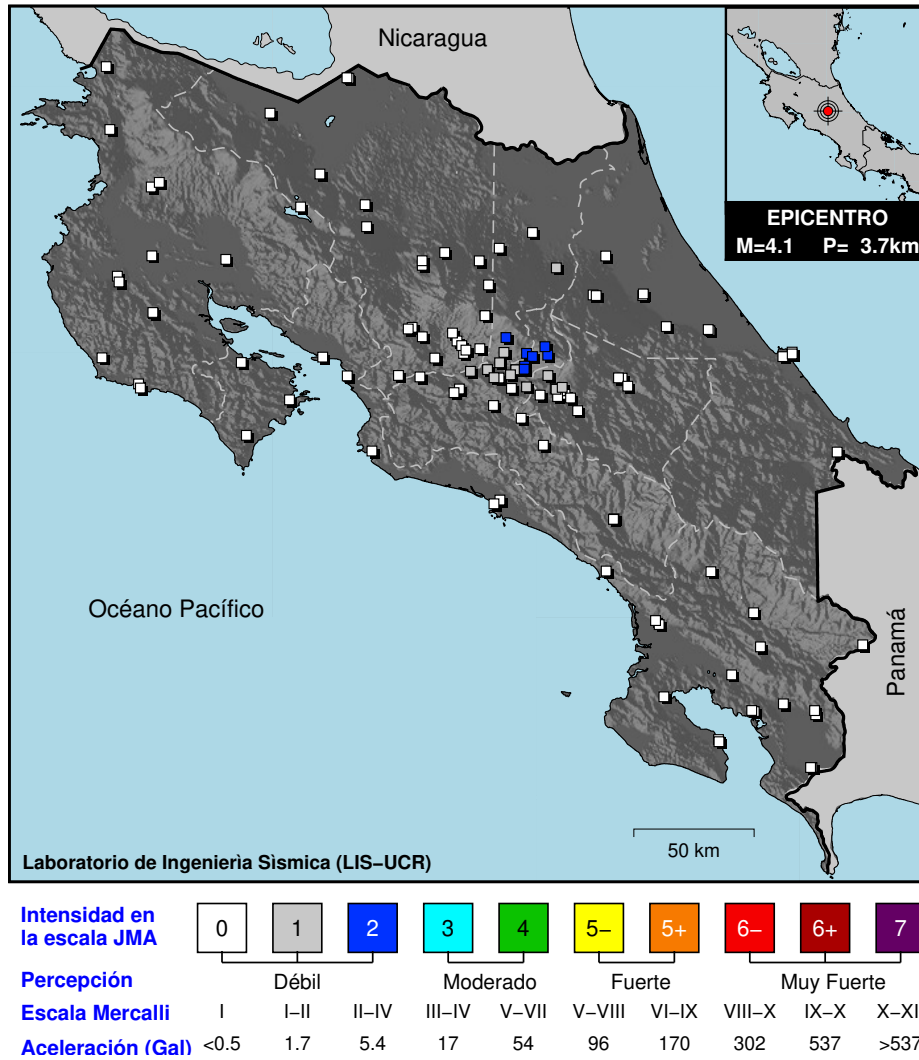 Nicaragua
EPICENTRO
M=4.1 P= 3.7km
Océano Pacífico
Panamá
50 km
Laboratorio de Ingenierìa Sìsmica (LIS–UCR)
Intensidad en
la escala JMA
0 1 2 3 4 5− 5+ 6− 6+ 7
Percepción Débil Moderado Fuerte Muy Fuerte
Escala Mercalli I I−II II−IV III−IV V−VII V−VIII VI−IX VIII−X IX−X X−XI
Aceleración (Gal) <0.5 1.7 5.4 17 54 96 170 302 537 >537